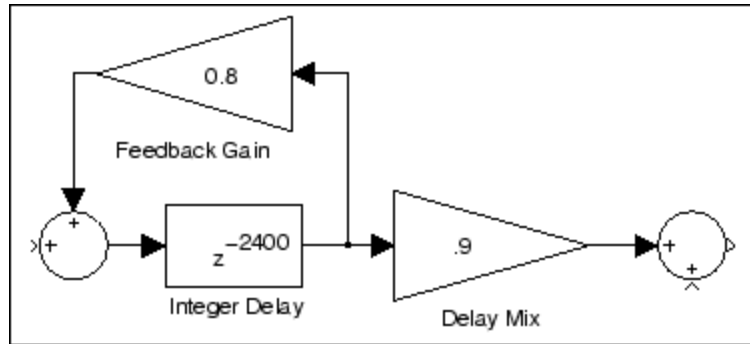 0.8
Feedback Gain
+
+
z-2400
Integer Delay
.9
Delay Mix
+
+